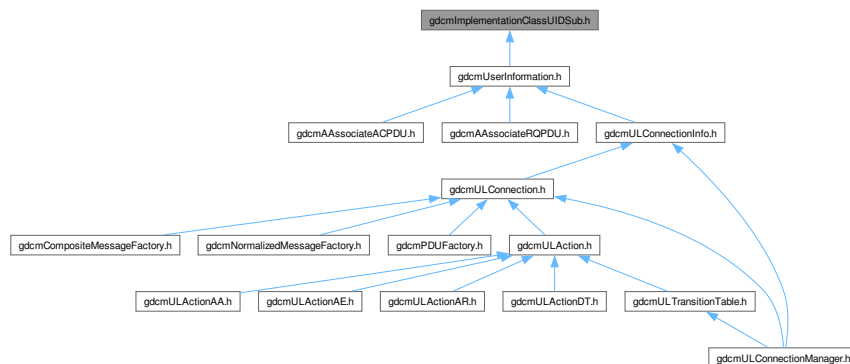 gdcmImplementationClassUIDSub.h
gdcmUserInformation.h
gdcmAAssociateACPDU.h
gdcmAAssociateRQPDU.h
gdcmULConnectionInfo.h
gdcmULConnection.h
gdcmCompositeMessageFactory.h
gdcmNormalizedMessageFactory.h
gdcmPDUFactory.h
gdcmULAction.h
gdcmULActionAA.h
gdcmULActionAE.h
gdcmULActionAR.h
gdcmULActionDT.h
gdcmULTransitionTable.h
gdcmULConnectionManager.h